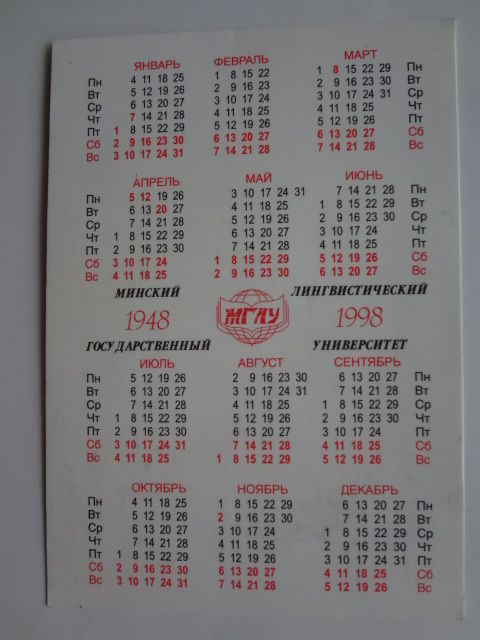 ЯНВАРЬ ФЕВРАЛЬ МАРТ
Пн 4 11 18 25 1 8 15 22 1 8 15 22 29 Пн
Вт 5 12 19 26 2 9 16 23 2 9 16 23 30 Вт
Ср 6 13 20 27 3 10 17 24 3 10 17 24 31 Ср
Чт 7 14 21 28 4 11 18 25 4 11 18 25 Чт
Пт 1 8 15 22 29 5 12 19 26 5 12 19 26 Пт
Сб 2 9 16 23 30 6 13 20 27 6 13 20 27 Сб
Вс 3 10 17 24 31 7 14 21 28 7 14 21 28 Вс
АПРЕЛЬ МАЙ ИЮНЬ
Пн 5 12 19 26 3 10 17 24 31 7 14 21 28 Пн
Вт 6 13 20 27 4 11 18 25 1 8 15 22 29 Вт
Ср 7 14 21 28 5 12 19 26 2 9 16 23 30 Ср
Чт 1 8 15 22 29 6 13 20 27 3 10 17 24 Чт
Пт 2 9 16 23 30 7 14 21 28 4 11 18 25 Пт
Сб 3 10 17 24 1 8 15 22 29 5 12 19 26 Сб
Вс 4 11 18 25 2 9 16 23 30 6 13 20 27 Вс
МИНСКИЙ ЛИНГВИСТИЧЕСКИЙ
1948 МГЛУ 1998
ГОСУДАРСТВЕННЫЙ УНИВЕРСИТЕТ
ИЮЛЬ АВГУСТ СЕНТЯБРЬ
Пн 5 12 19 26 2 9 16 23 30 6 13 20 27 Пн
Вт 6 13 20 27 3 10 17 24 31 7 14 21 28 Вт
Ср 7 14 21 28 4 11 18 25 1 8 15 22 29 Ср
Чт 1 8 15 22 29 5 12 19 26 2 9 16 23 30 Чт
Пт 2 9 16 23 30 6 13 20 27 3 10 17 24 Пт
Сб 3 10 17 24 31 7 14 21 28 4 11 18 25 Сб
Вс 4 11 18 25 1 8 15 22 29 5 12 19 26 Вс
ОКТЯБРЬ НОЯБРЬ ДЕКАБРЬ
Пн 4 11 18 25 1 8 15 22 29 6 13 20 27 Пн
Вт 5 12 19 26 2 9 16 23 30 7 14 21 28 Вт
Ср 6 13 20 27 3 10 17 24 1 8 15 22 29 Ср
Чт 7 14 21 28 4 11 18 25 2 9 16 23 30 Чт
Пт 1 8 15 22 29 5 12 19 26 3 10 17 24 31 Пт
Сб 2 9 16 23 30 6 13 20 27 4 11 18 25 Сб
Вс 3 10 17 24 31 7 14 21 28 5 12 19 26 Вс